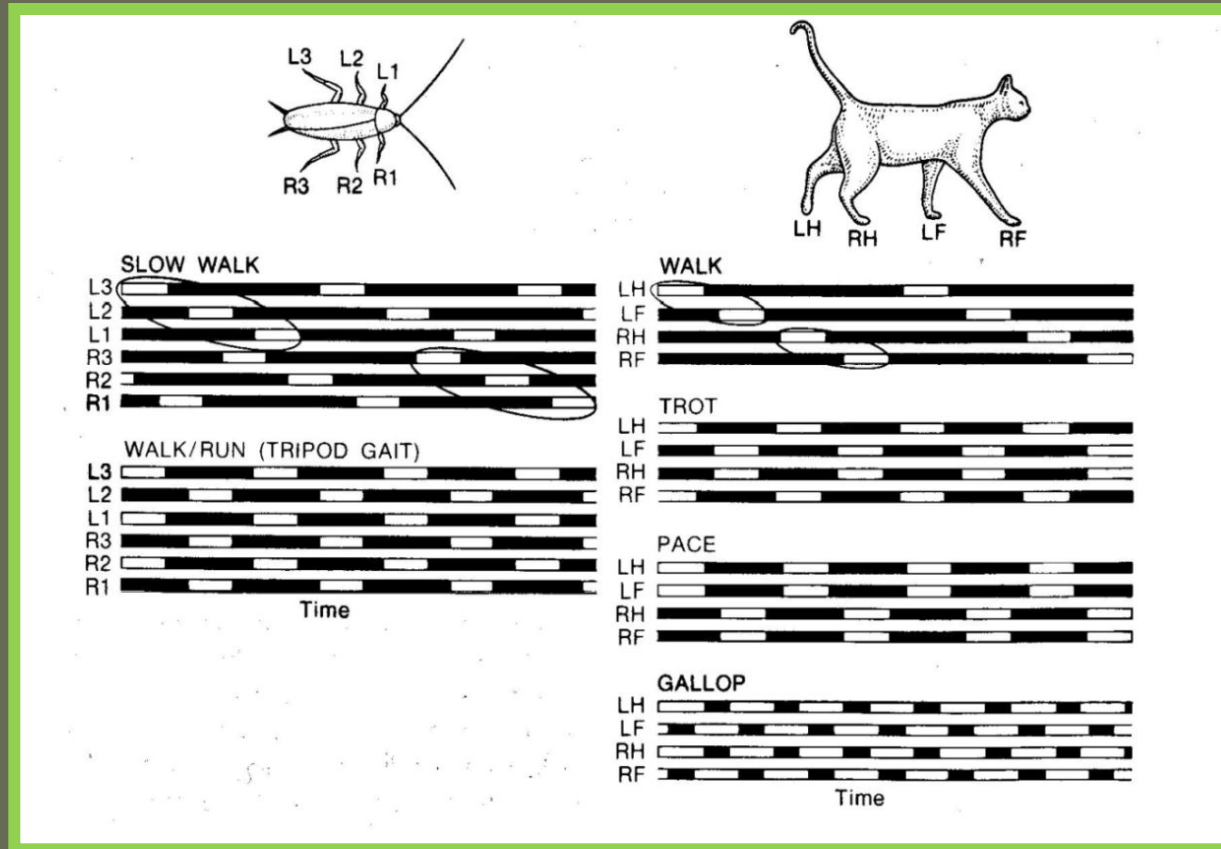 L3 L2 L1
R3 R2 R1
LH RH LF RF
SLOW WALK
L3
L2
L1
R3
R2
R1
WALK/RUN (TRIPOD GAIT)
L3
L2
L1
R3
R2
R1
Time
WALK
LH
LF
RH
RF
TROT
LH
LF
RH
RF
PACE
LH
LF
RH
RF
GALLOP
LH
LF
RH
RF
Time